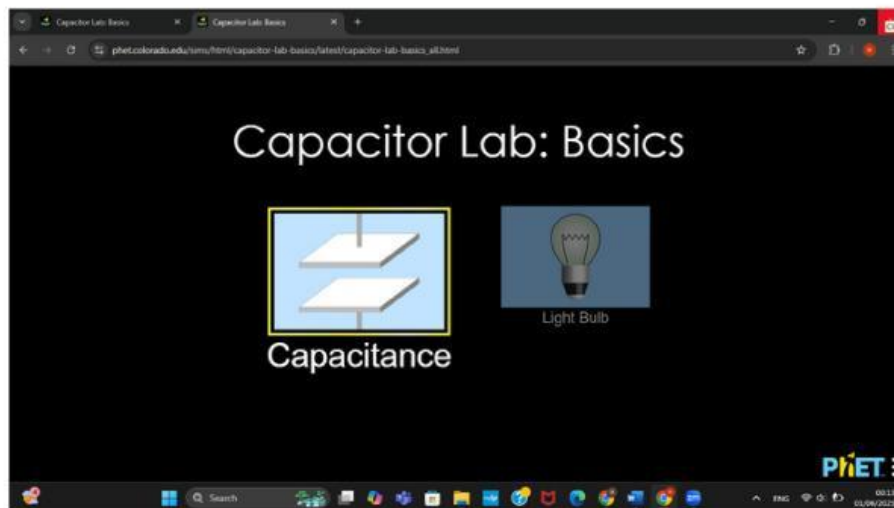 Capacitor Lab: Basics
Capacitor Lab: Basics
phet.colorado.edu/sims/html/capacitor-lab-basics/latest/capacitor-lab-basics_all.html
Capacitor Lab: Basics
Capacitance
Light Bulb
PhET
Search
ENG